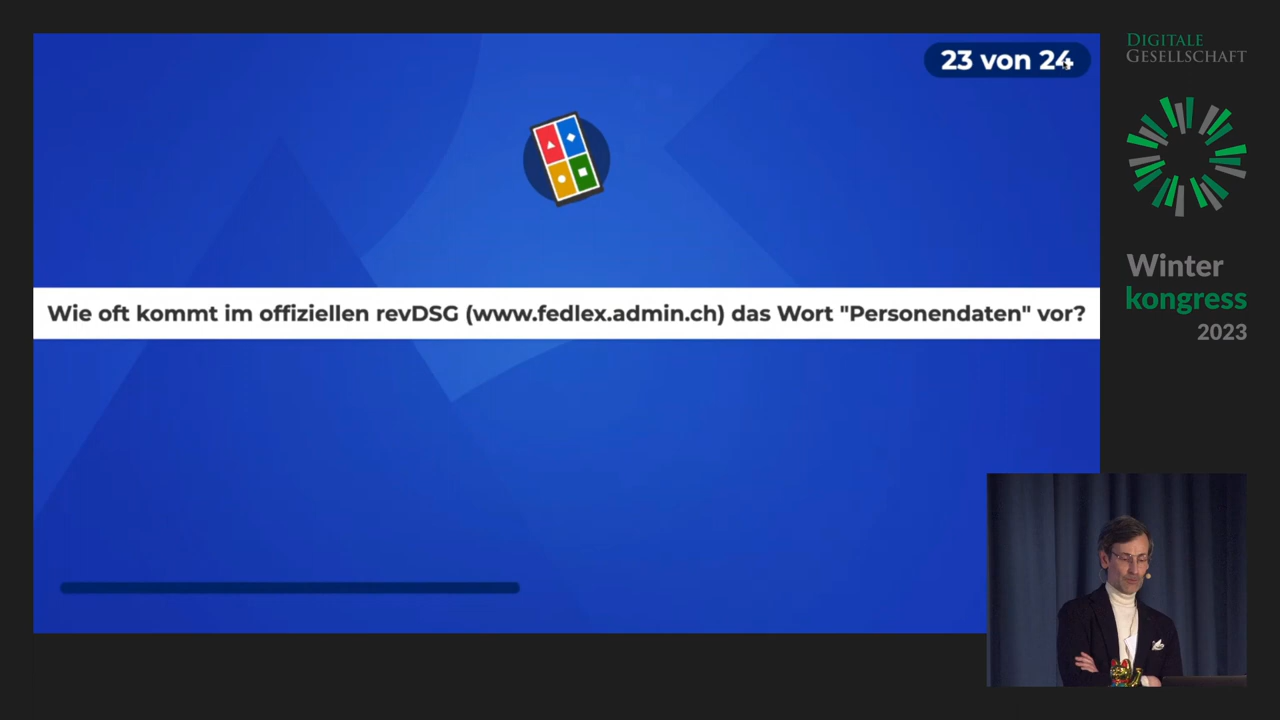 23 von 24
Wie oft kommt im offiziellen revDSG (www.fedlex.admin.ch) das Wort "Personendaten" vor?
DIGITALE
GESELLSCHAFT
Winter
kongress
2023